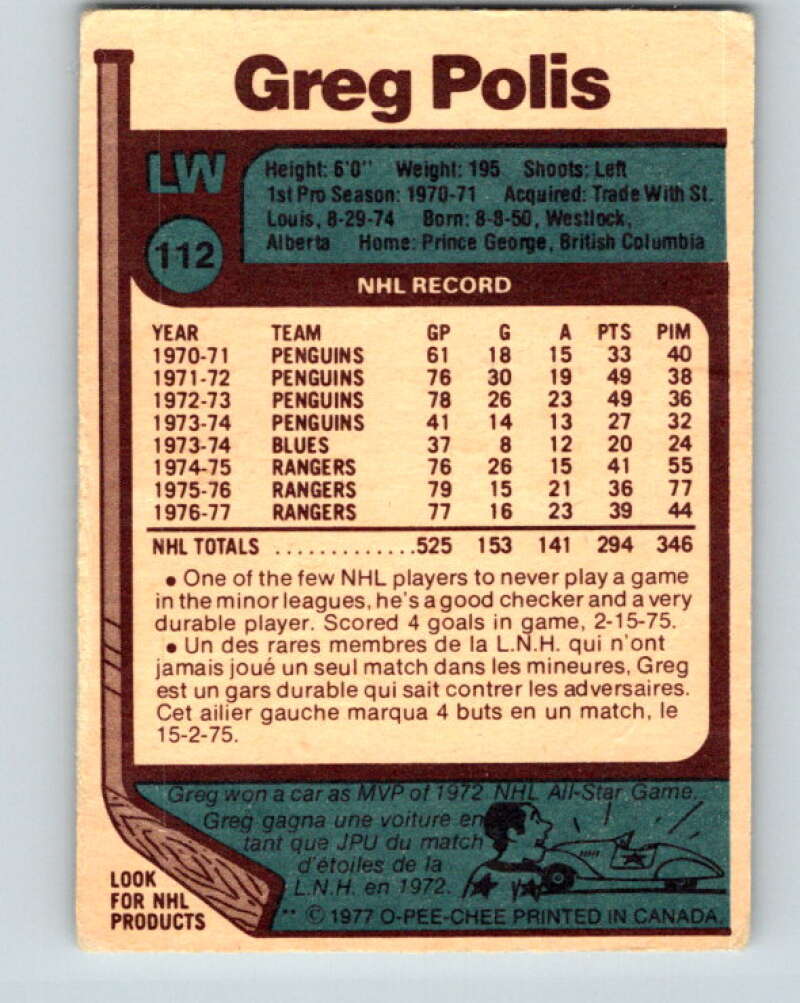 Greg Polis
LW
Height: 6'0" Weight: 195 Shoots: Left
1st Pro Season: 1970-71 Acquired: Trade With St.
Louis, 8-29-74 Born: 8-8-50, Westlock,
Alberta Home: Prince George, British Columbia
112
NHL RECORD
YEAR TEAM GP G A PTS PIM
1970-71 PENGUINS 61 18 15 33 40
1971-72 PENGUINS 76 30 19 49 38
1972-73 PENGUINS 78 26 23 49 36
1973-74 PENGUINS 41 14 13 27 32
1973-74 BLUES 37 8 12 20 24
1974-75 RANGERS 76 26 15 41 55
1975-76 RANGERS 79 15 21 36 77
1976-77 RANGERS 77 16 23 39 44
NHL TOTALS ..............525 153 141 294 346
• One of the few NHL players to never play a game
in the minor leagues, he's a good checker and a very
durable player. Scored 4 goals in game, 2-15-75.
• Un des rares membres de la L.N.H. qui n'ont
jamais joué un seul match dans les mineures, Greg
est un gars durable qui sait contrer les adversaires.
Cet ailier gauche marqua 4 buts en un match, le
15-2-75.
Greg won a car as MVP of 1972 NHL All-Star Game.
Greg gagna une voiture en
tant que JPU du match
d'étoiles de la
L.N.H. en 1972.
LOOK
FOR NHL
PRODUCTS
** © 1977 O-PEE-CHEE PRINTED IN CANADA.